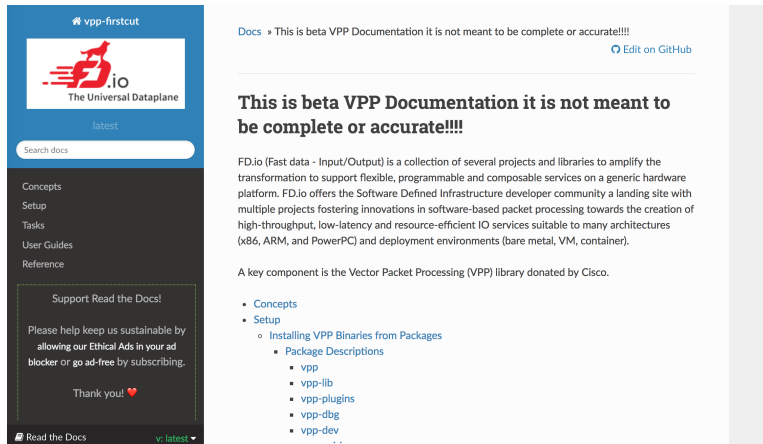 vpp-firstcut
FD.io
The Universal Dataplane
latest
Search docs
Concepts
Setup
Tasks
User Guides
Reference
Support Read the Docs!
Please help keep us sustainable by
allowing our Ethical Ads in your ad
blocker or go ad-free by subscribing.
Thank you! ❤️
Read the Docs
v: latest
Docs » This is beta VPP Documentation it is not meant to be complete or accurate!!!!
Edit on GitHub
This is beta VPP Documentation it is not meant to
be complete or accurate!!!!
FD.io (Fast data - Input/Output) is a collection of several projects and libraries to amplify the
transformation to support flexible, programmable and composable services on a generic hardware
platform. FD.io offers the Software Defined Infrastructure developer community a landing site with
multiple projects fostering innovations in software-based packet processing towards the creation of
high-throughput, low-latency and resource-efficient IO services suitable to many architectures
(x86, ARM, and PowerPC) and deployment environments (bare metal, VM, container).
A key component is the Vector Packet Processing (VPP) library donated by Cisco.
• Concepts
• Setup
◦ Installing VPP Binaries from Packages
▪ Package Descriptions
▪ vpp
▪ vpp-lib
▪ vpp-plugins
▪ vpp-dbg
▪ vpp-dev